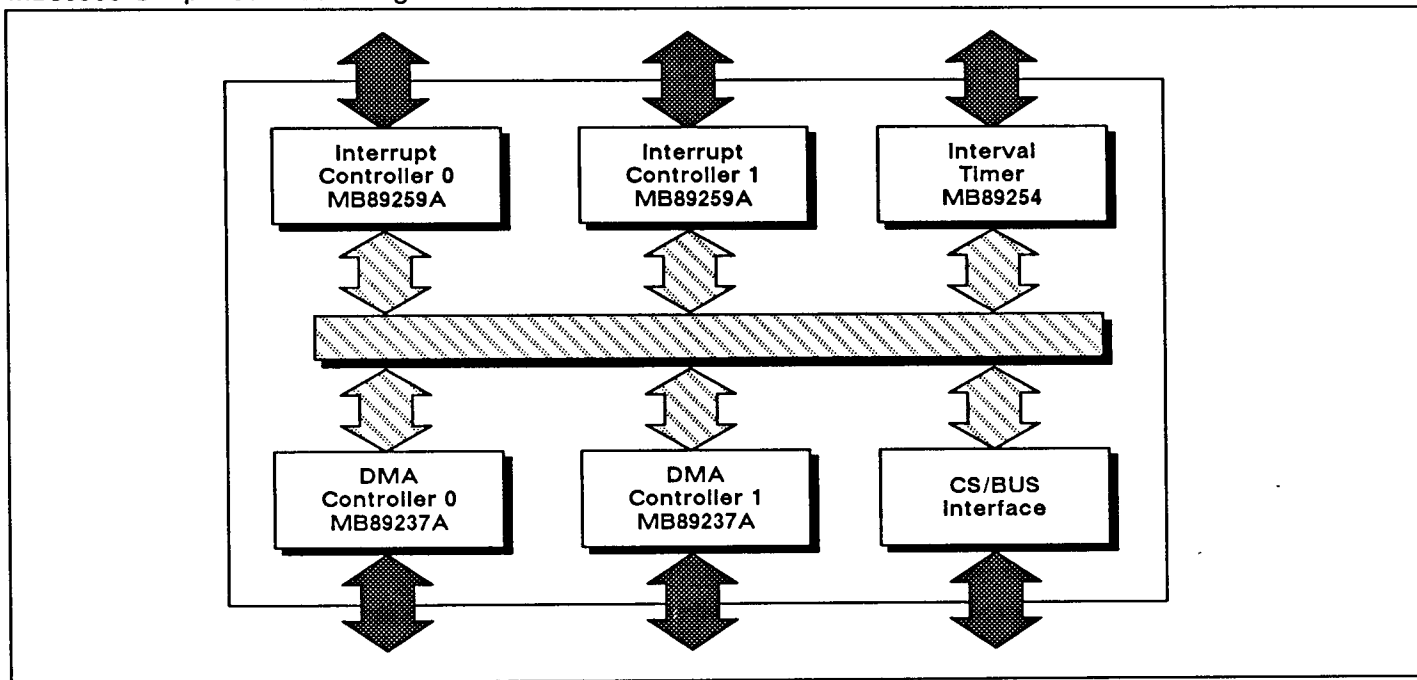 Interrupt
Controller 0
MB89259A
Interrupt
Controller 1
MB89259A
Interval
Timer
MB89254
DMA
Controller 0
MB89237A
DMA
Controller 1
MB89237A
CS/BUS
Interface